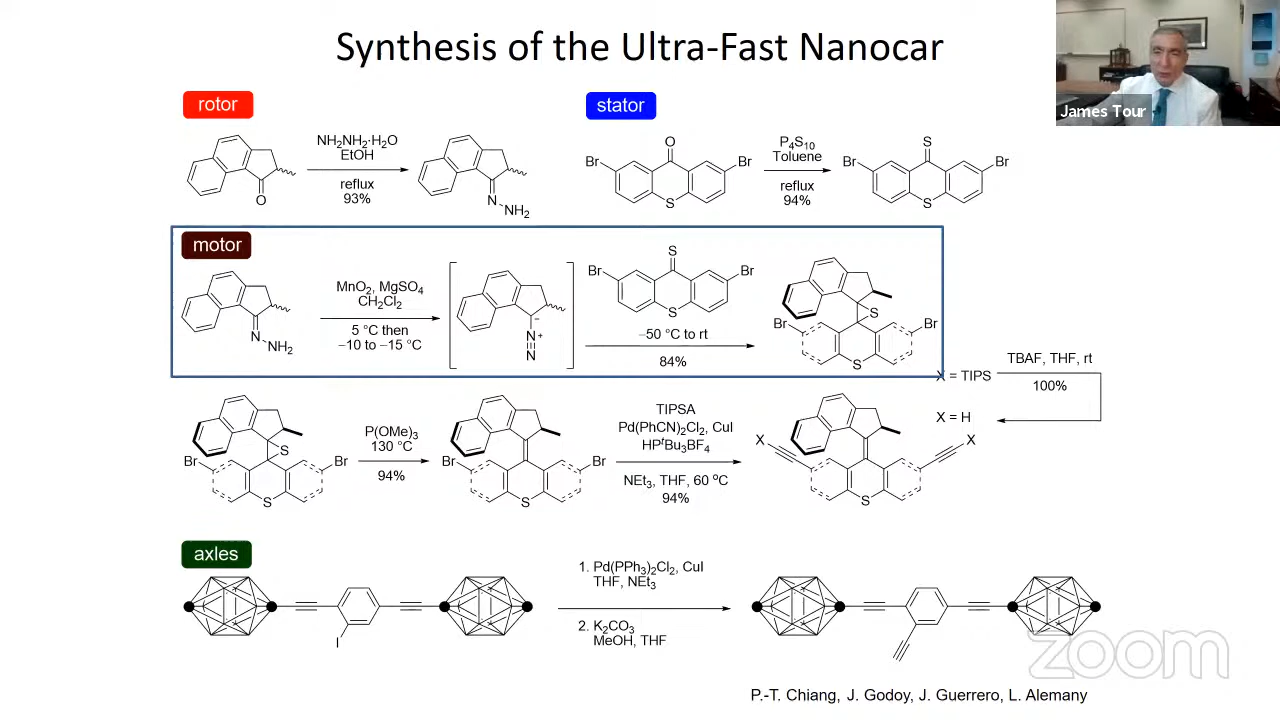 Synthesis of the Ultra-Fast Nanocar
James Tour
rotor
stator
NH2NH2·H2O
EtOH
reflux
93%
O
N
NH2
Br
O
Br
S
P4S10
Toluene
reflux
94%
Br
S
Br
S
motor
N
NH2
MnO2, MgSO4
CH2Cl2
5 °C then
−10 to −15 °C
−
N +
N
Br
S
Br
S
−50 °C to rt
84%
S
Br
Br
S
X = TIPS
TBAF, THF, rt
100%
X = H
S
Br
Br
S
P(OMe)3
130 °C
94%
Br
Br
S
TIPSA
Pd(PhCN)2Cl2, CuI
HPtBu3BF4
NEt3, THF, 60 °C
94%
X
X
S
axles
I
1. Pd(PPh3)2Cl2, CuI
THF, NEt3
2. K2CO3
MeOH, THF
zoom
P.-T. Chiang, J. Godoy, J. Guerrero, L. Alemany